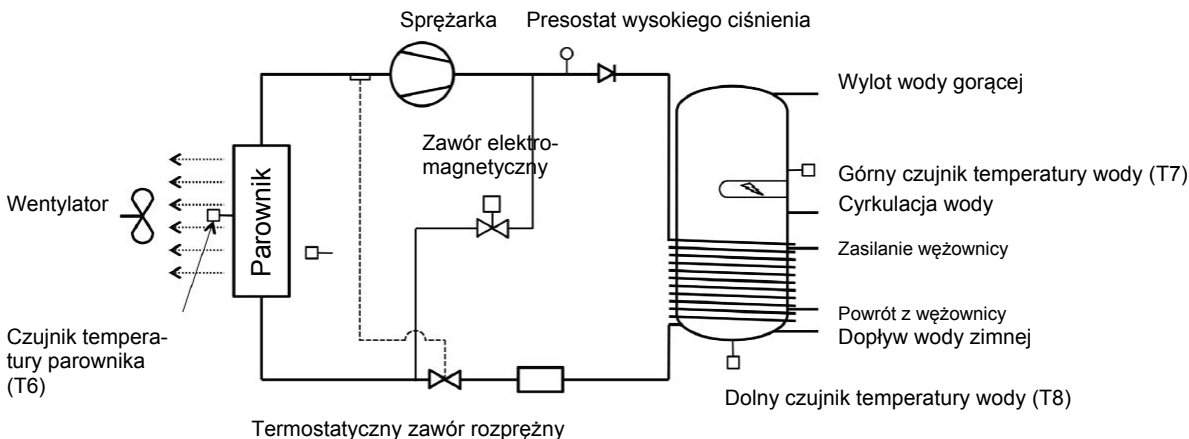 Sprężarka
Presostat wysokiego ciśnienia
Wylot wody gorącej
Zawór elektro-
magnetyczny
Górny czujnik temperatury wody (T7)
Wentylator
Parownik
Cyrkulacja wody
Zasilanie wężownicy
Powrót z wężownicy
Dopływ wody zimnej
Czujnik tempera-
tury parownika
(T6)
Dolny czujnik temperatury wody (T8)
Termostatyczny zawór rozprężny